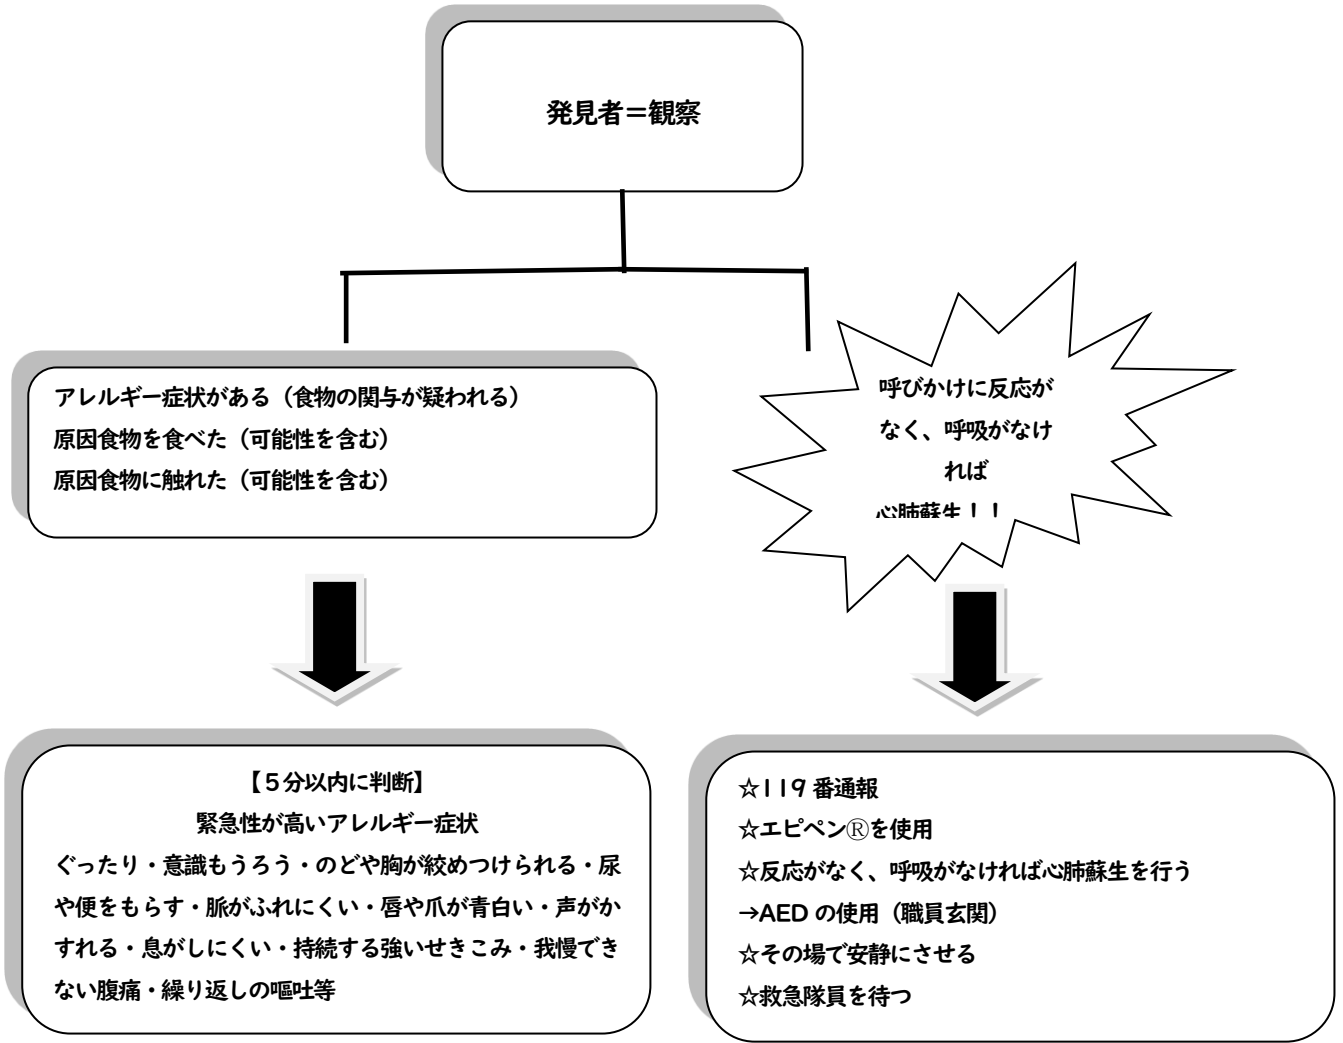 発見者＝観察
アレルギー症状がある（食物の関与が疑われる）
原因食物を食べた（可能性を含む）
原因食物に触れた（可能性を含む）
呼びかけに反応が
なく、呼吸がなけ
れば
心肺蘇生！！
【５分以内に判断】
緊急性が高いアレルギー症状
ぐったり・意識もうろう・のどや胸が絞めつけられる・尿
や便をもらす・脈がふれにくい・唇や爪が青白い・声がか
すれる・息がしにくい・持続する強いせきこみ・我慢でき
ない腹痛・繰り返しの嘔吐等
☆119 番通報
☆エピペンⓇを使用
☆反応がなく、呼吸がなければ心肺蘇生を行う
→AED の使用（職員玄関）
☆その場で安静にさせる
☆救急隊員を待つ